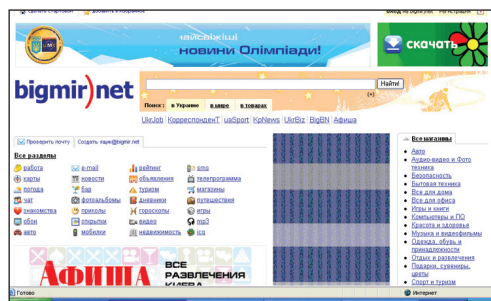 сделать стартовой добавить в избранное
Вход на bigmir)net Регистрация
найсвіжіші
новини Олімпіади!
скачать
bigmir)net
Найти!
(+)
Поиск: в Украине в мире в товарах
UkrJob | КорреспонденТ | uaSport | KpNews | UkrBiz | BigBN | Афиша
Проверить почту Создать ящик@bigmir.net
Все разделы
работа e-mail рейтинг sms
карты новости объявления телепрограмма
погода бар туризм магазины
чат фотоальбомы дневники путешествия
знакомства приколы гороскопы игры
обои открытки видео mp3
авто мобилки недвижимость icq
Все магазины
Авто
Аудио-видео и Фото
техника
Безопасность
Бытовая техника
Все для дома
Все для офиса
Игры и книги
Компьютеры и ПО
Красота и здоровье
Музыка и видеофильмы
Одежда, обувь и
принадлежности
Отдых и развлечения
Подарки, сувениры,
цветы
Спорт и туризм
АФИША
ВСЕ
РАЗВЛЕЧЕНИЯ
КИЕВА
Готово
Интернет